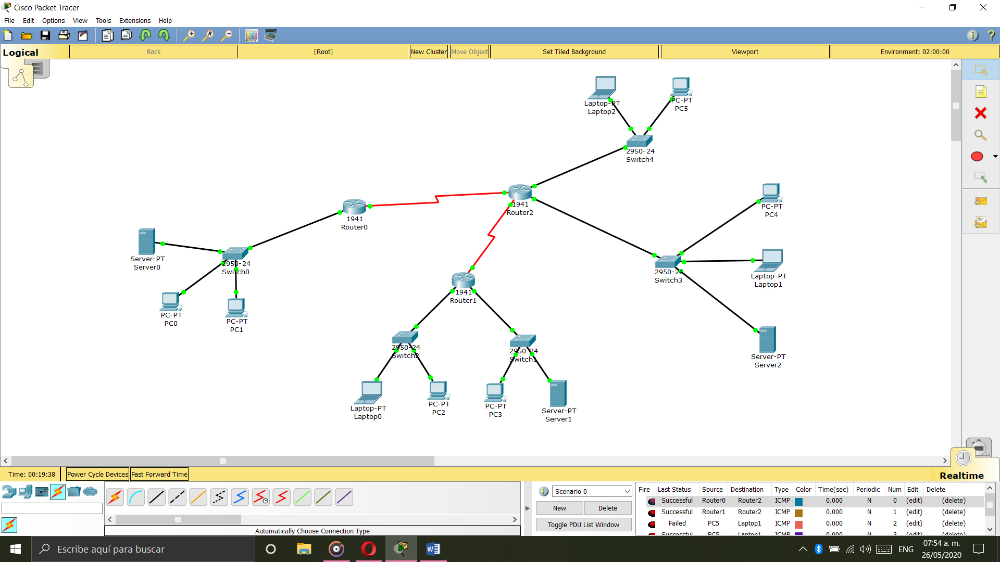 Cisco Packet Tracer
File Edit Options View Tools Extensions Help
Logical Back [Root] New Cluster Move Object Set Tiled Background Viewport Environment: 02:00:00
Laptop-PT
Laptop2
PC-PT
PC5
2950-24
Switch4
1941
Router2
1941
Router0
PC-PT
PC4
Server-PT
Server0
2950-24
Switch0
2950-24
Switch3
Laptop-PT
Laptop1
1941
Router1
PC-PT
PC0
PC-PT
PC1
2950-24
Switch2
2950-24
Switch1
Server-PT
Server2
Laptop-PT
Laptop0
PC-PT
PC2
PC-PT
PC3
Server-PT
Server1
Time: 00:19:38 Power Cycle Devices Fast Forward Time Realtime
Scenario 0
New Delete
Toggle PDU List Window
Fire Last Status Source Destination Type Color Time(sec) Periodic Num Edit Delete
Successful Router0 Router2 ICMP 0.000 N 0 (edit) (delete)
Successful Router1 Router2 ICMP 0.000 N 1 (edit) (delete)
Failed PC5 Laptop1 ICMP 0.000 N 2 (edit) (delete)
Successful PC5 Laptop1 ICMP 0.000 N 3 (edit) (delete)
Automatically Choose Connection Type
Escribe aquí para buscar
ENG
07:54 a. m.
26/05/2020